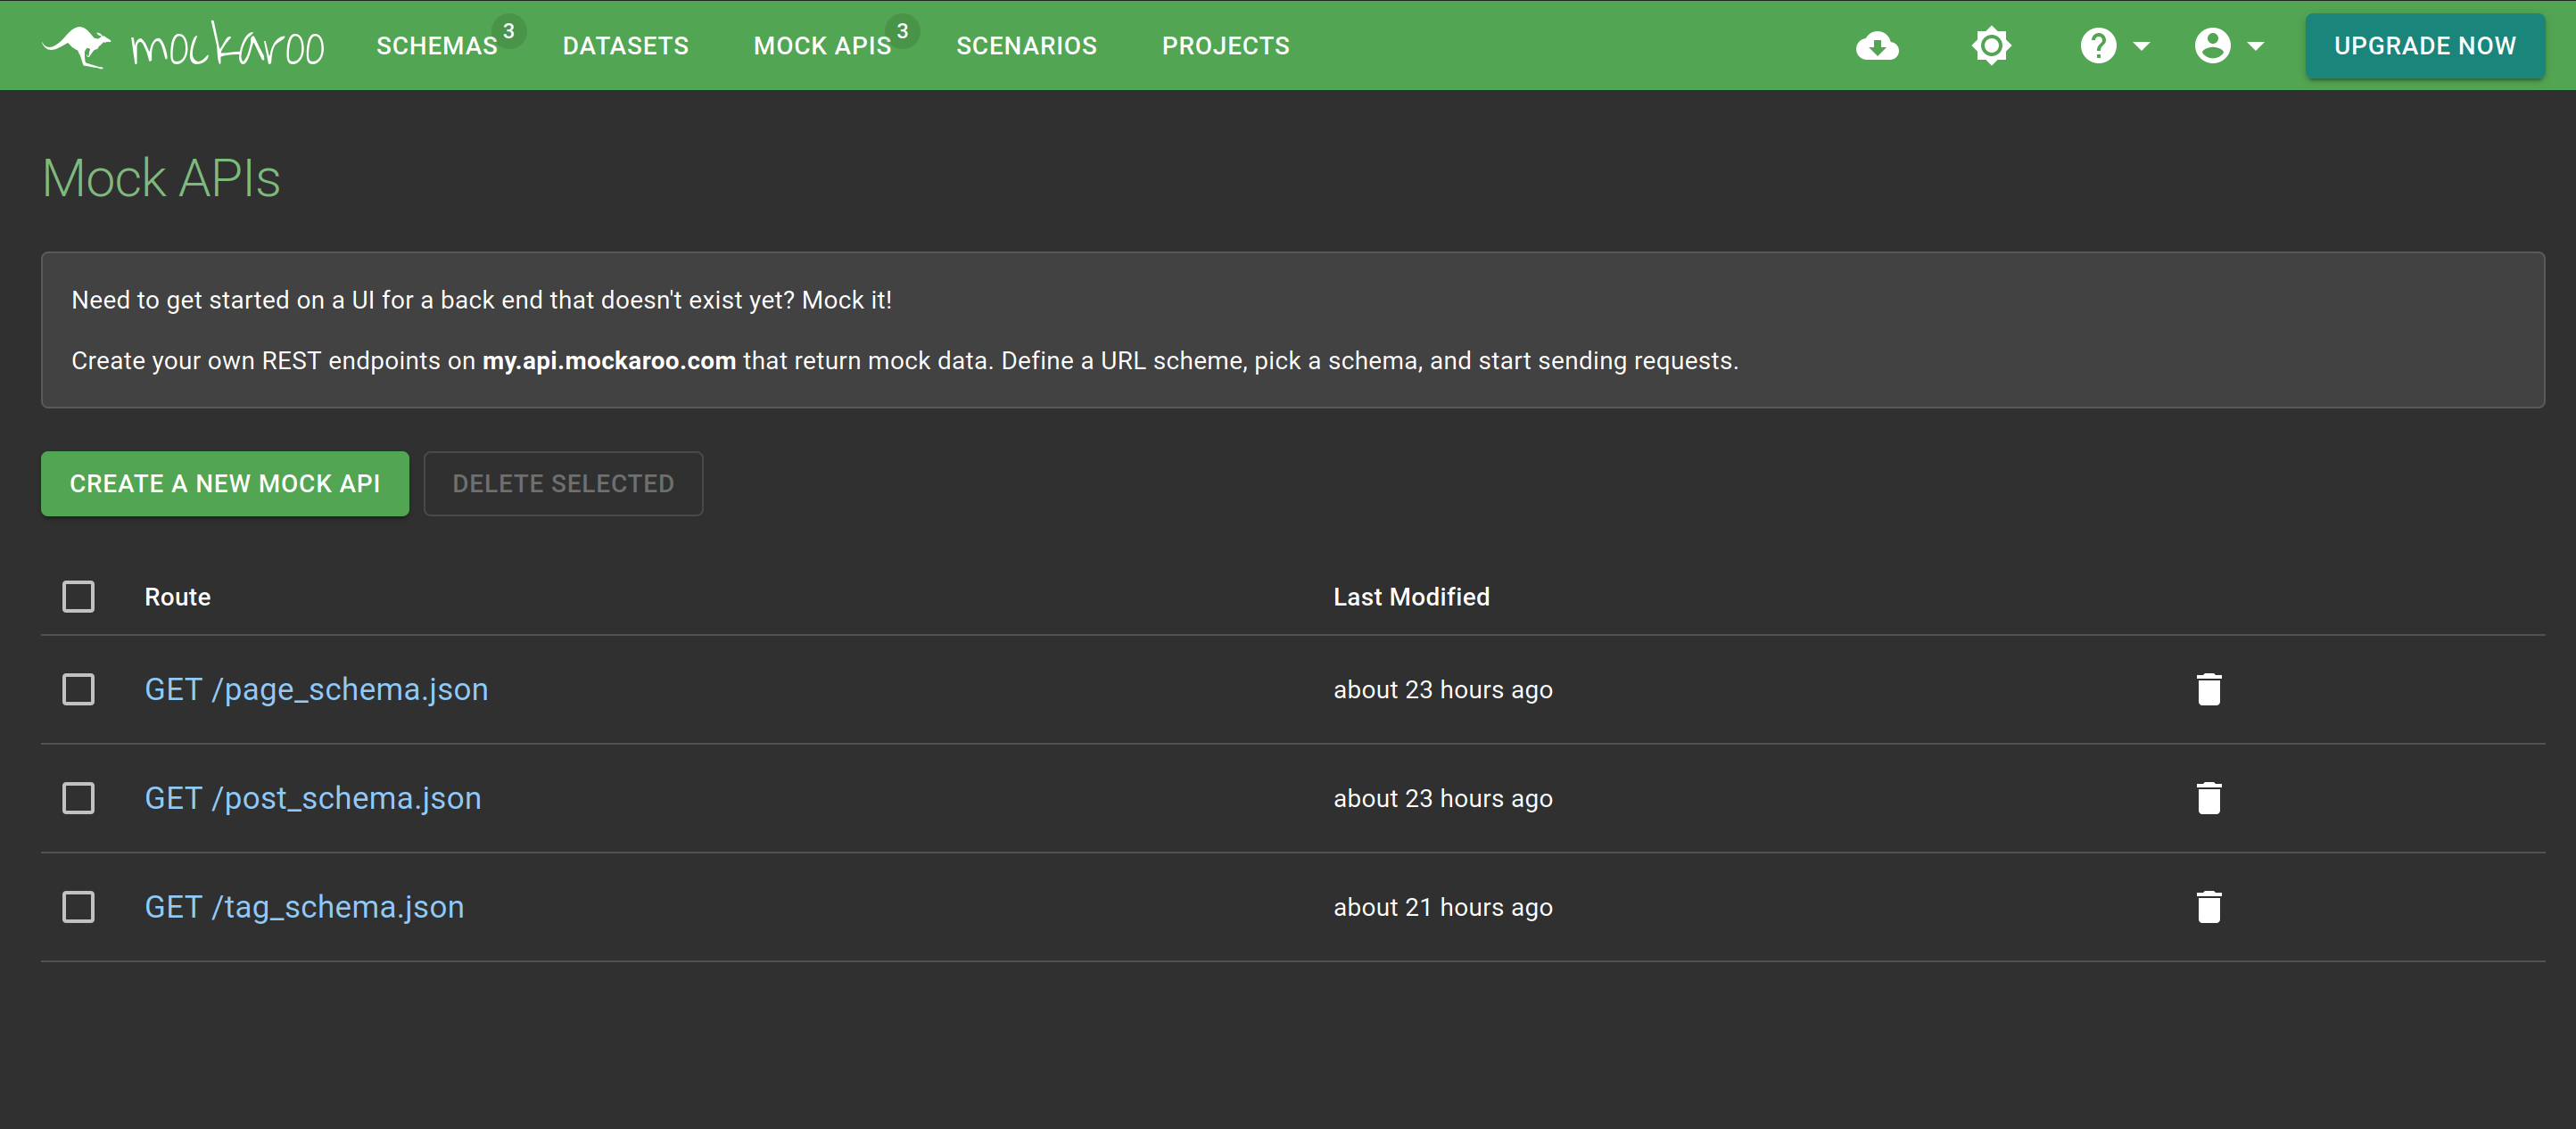 mockaroo SCHEMAS 3 DATASETS MOCK APIS 3 SCENARIOS PROJECTS ? UPGRADE NOW
Mock APIs
Need to get started on a UI for a back end that doesn't exist yet? Mock it!
Create your own REST endpoints on my.api.mockaroo.com that return mock data. Define a URL scheme, pick a schema, and start sending requests.
CREATE A NEW MOCK API DELETE SELECTED
Route Last Modified
GET /page_schema.json about 23 hours ago
GET /post_schema.json about 23 hours ago
GET /tag_schema.json about 21 hours ago